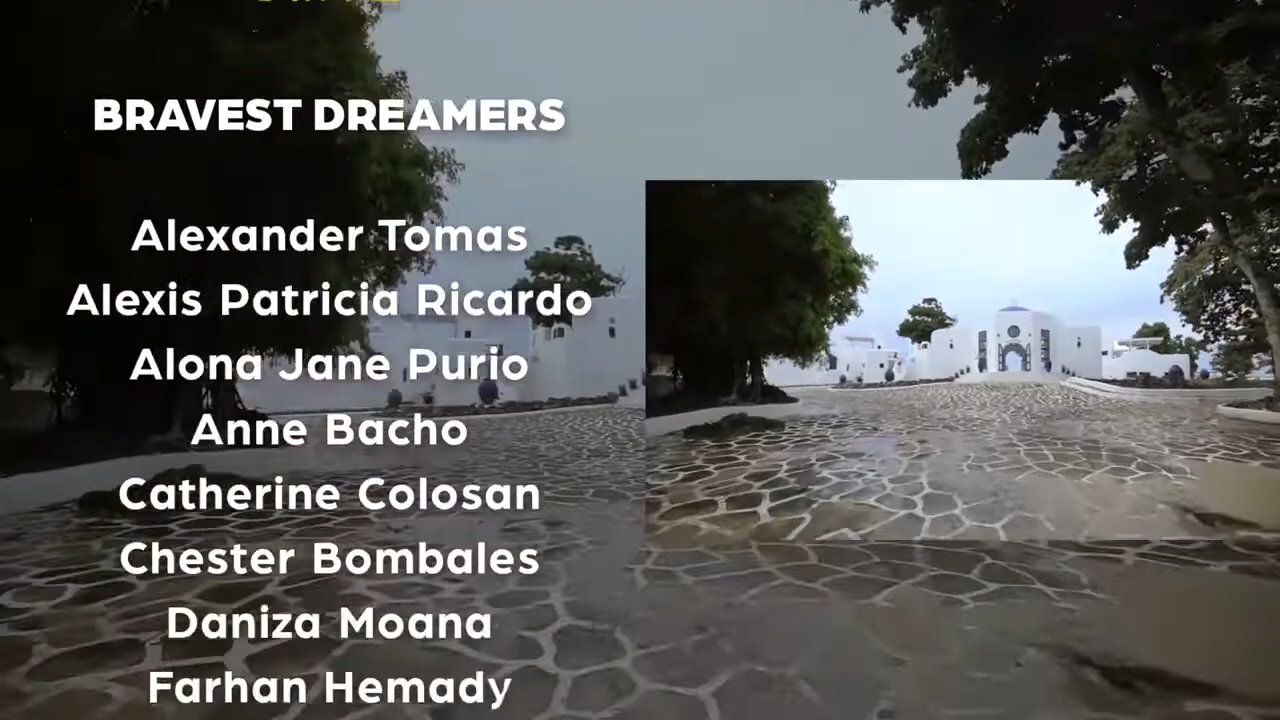 BRAVEST DREAMERS
Alexander Tomas
Alexis Patricia Ricardo
Alona Jane Purio
Anne Bacho
Catherine Colosan
Chester Bombales
Daniza Moana
Farhan Hemady